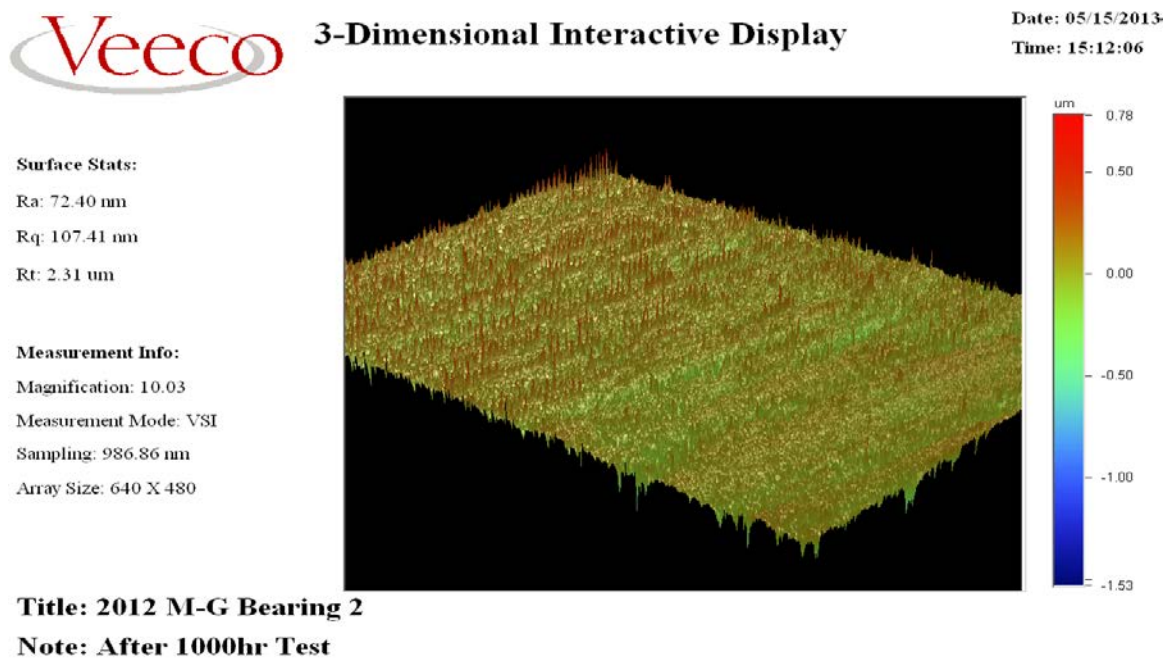 Veeco
3-Dimensional Interactive Display
Date: 05/15/2013
Time: 15:12:06
Surface Stats:
Ra: 72.40 nm
Rq: 107.41 nm
Rt: 2.31 um
Measurement Info:
Magnification: 10.03
Measurement Mode: VSI
Sampling: 986.86 nm
Array Size: 640 X 480
um
0.78
0.50
0.00
-0.50
-1.00
-1.53
Title: 2012 M-G Bearing 2
Note: After 1000hr Test